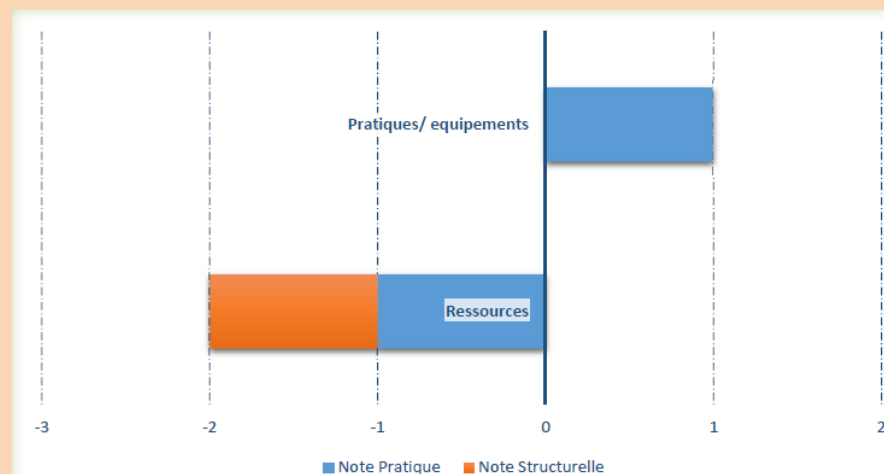 Pratiques/ equipements
Ressources
-3 -2 -1 0 1 2
Note Pratique Note Structurelle